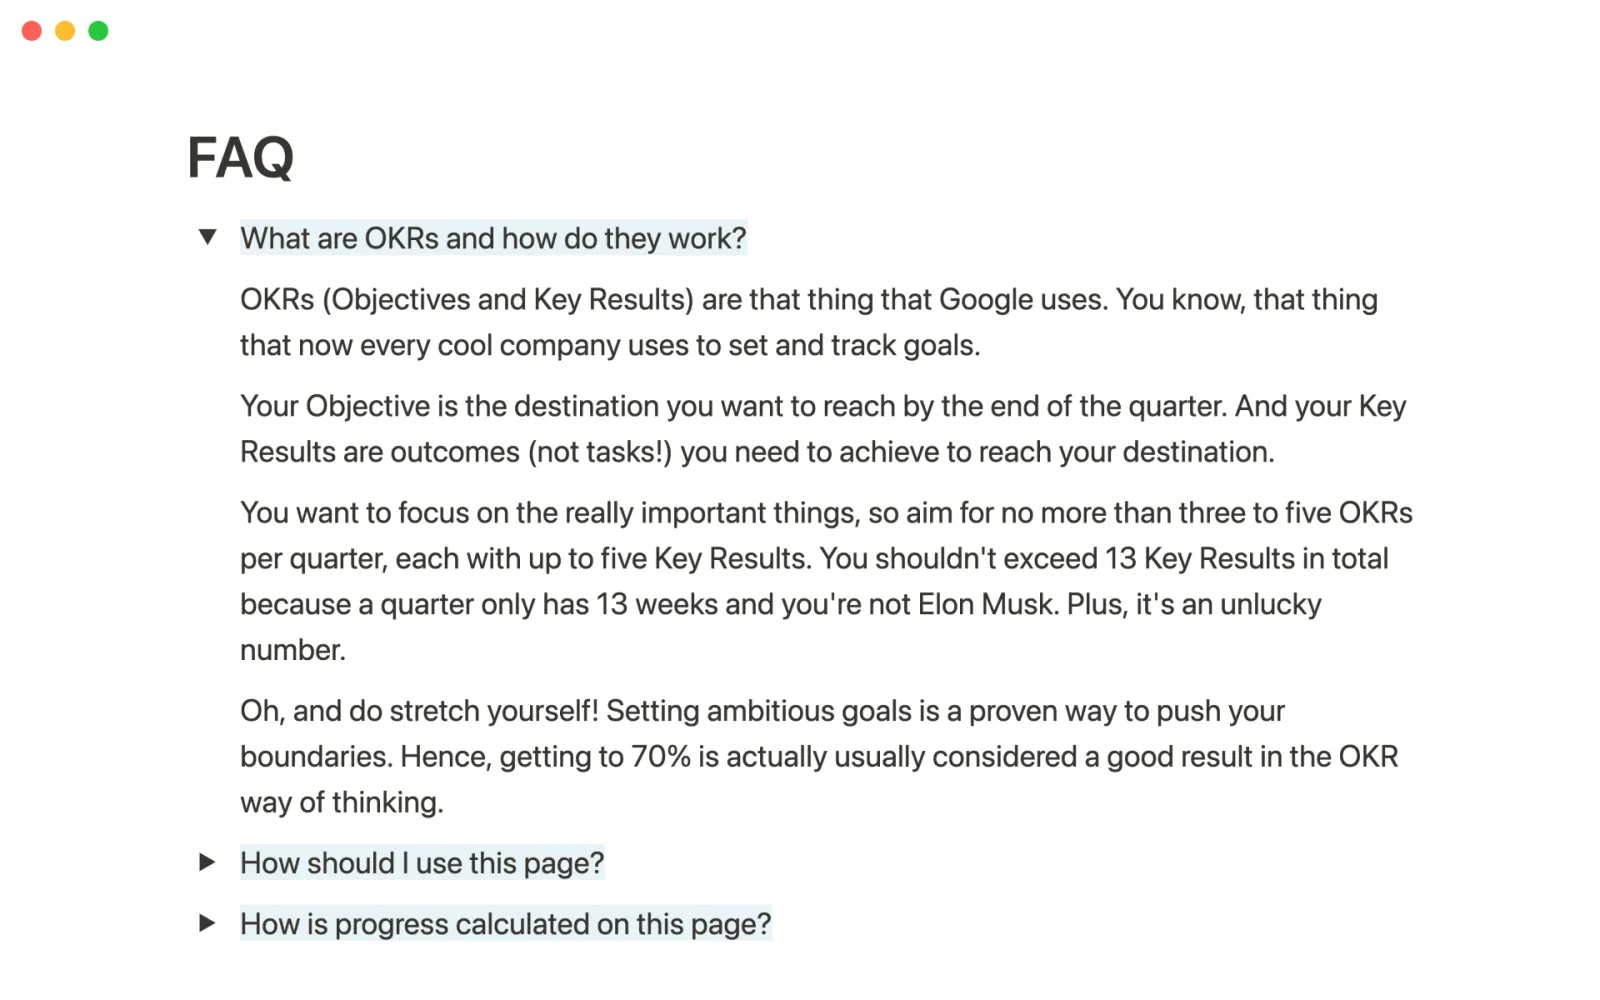 FAQ
What are OKRs and how do they work?
OKRs (Objectives and Key Results) are that thing that Google uses. You know, that thing
that now every cool company uses to set and track goals.
Your Objective is the destination you want to reach by the end of the quarter. And your Key
Results are outcomes (not tasks!) you need to achieve to reach your destination.
You want to focus on the really important things, so aim for no more than three to five OKRs
per quarter, each with up to five Key Results. You shouldn't exceed 13 Key Results in total
because a quarter only has 13 weeks and you're not Elon Musk. Plus, it's an unlucky
number.
Oh, and do stretch yourself! Setting ambitious goals is a proven way to push your
boundaries. Hence, getting to 70% is actually usually considered a good result in the OKR
way of thinking.
How should I use this page?
How is progress calculated on this page?